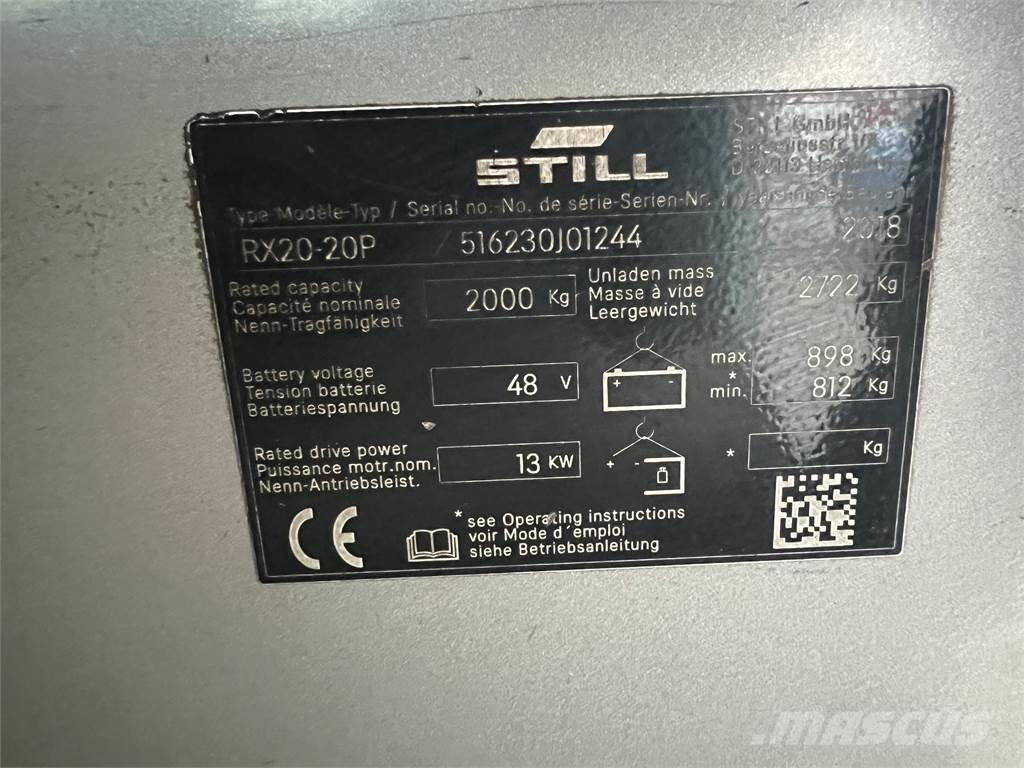 STILL
STILL GmbH
Type-Modèle-Typ / Serial no.-No. de série-Serien-Nr. /
RX20-20P / 516230J01244 2018
Rated capacity
Capacité nominale
Nenn-Tragfähigkeit
2000 Kg
Unladen mass
Masse à vide
Leergewicht
2722 Kg
Battery voltage
Tension batterie
Batteriespannung
48 V
+ -
max. 898 Kg
*
min. 812 Kg
Rated drive power
Puissance motr.nom.
Nenn-Antriebsleist.
13 KW
+ -
* Kg
CE
* see Operating instructions
voir Mode d´emploi
siehe Betriebsanleitung
mascus